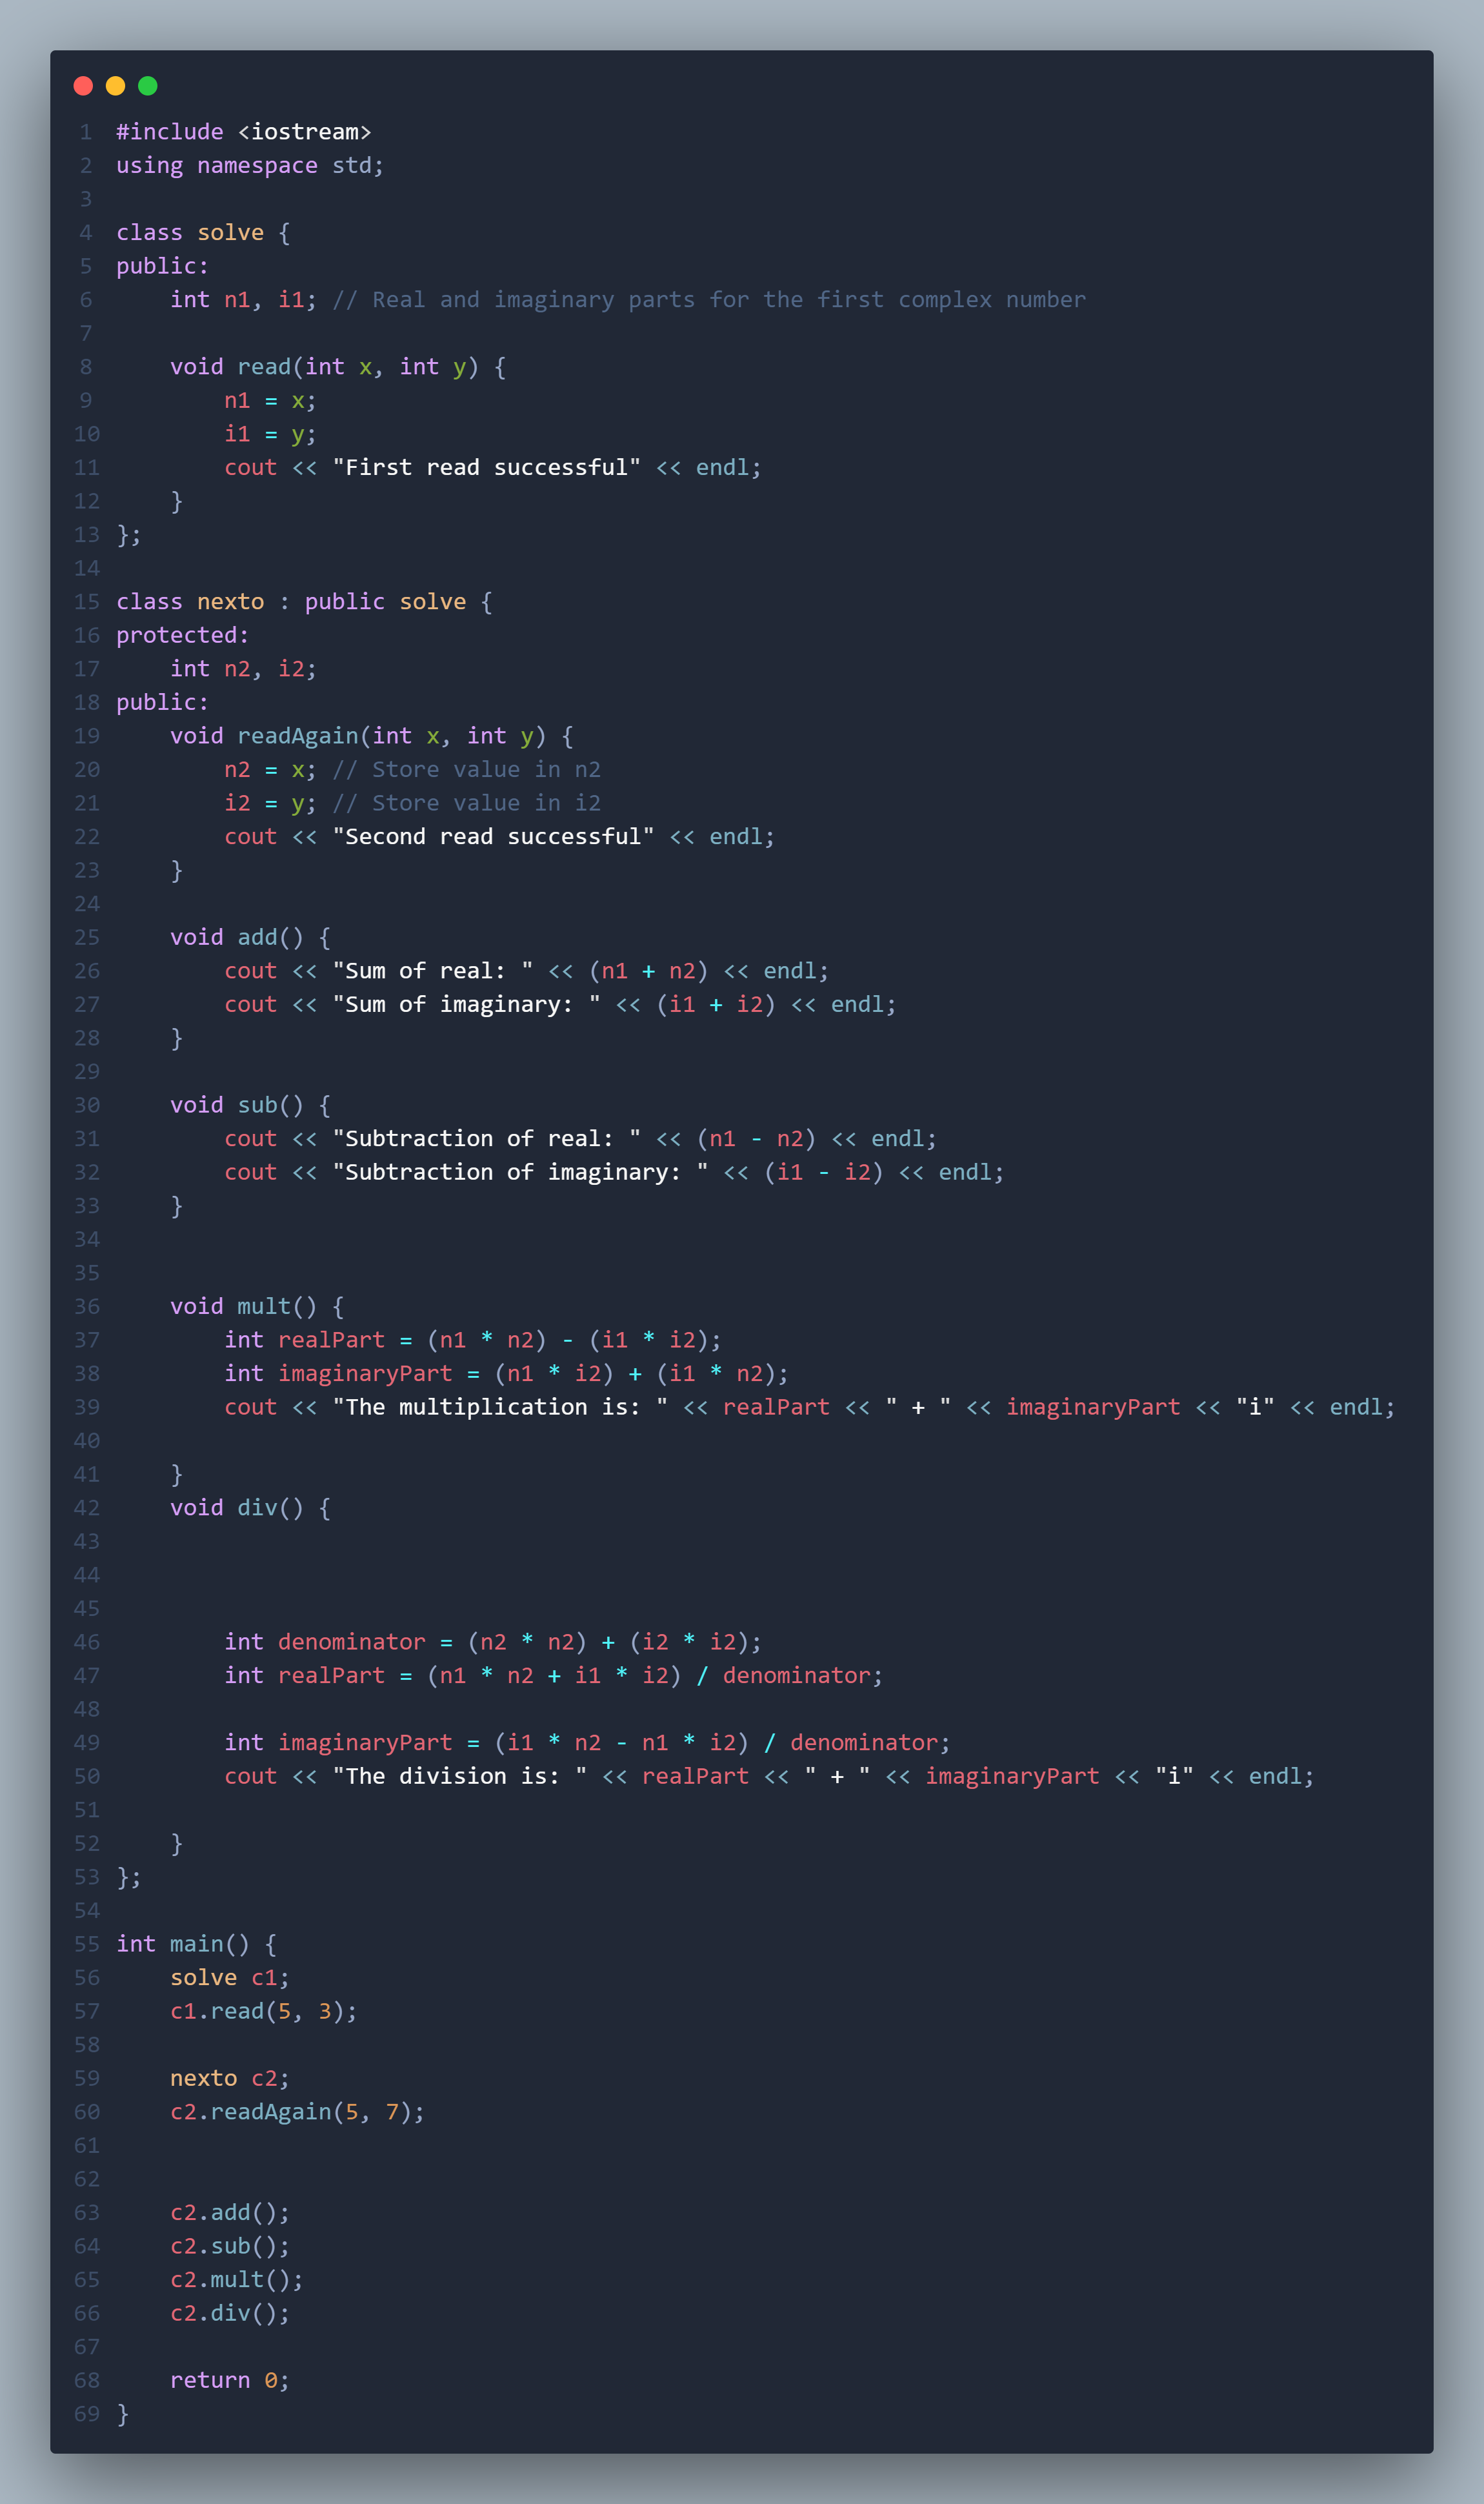 1 #include <iostream>
2 using namespace std;
3
4 class solve {
5 public:
6     int n1, i1; // Real and imaginary parts for the first complex number
7
8     void read(int x, int y) {
9         n1 = x;
10         i1 = y;
11         cout << "First read successful" << endl;
12     }
13 };
14
15 class nexto : public solve {
16 protected:
17     int n2, i2;
18 public:
19     void readAgain(int x, int y) {
20         n2 = x; // Store value in n2
21         i2 = y; // Store value in i2
22         cout << "Second read successful" << endl;
23     }
24
25     void add() {
26         cout << "Sum of real: " << (n1 + n2) << endl;
27         cout << "Sum of imaginary: " << (i1 + i2) << endl;
28     }
29
30     void sub() {
31         cout << "Subtraction of real: " << (n1 - n2) << endl;
32         cout << "Subtraction of imaginary: " << (i1 - i2) << endl;
33     }
34
35
36     void mult() {
37         int realPart = (n1 * n2) - (i1 * i2);
38         int imaginaryPart = (n1 * i2) + (i1 * n2);
39         cout << "The multiplication is: " << realPart << " + " << imaginaryPart << "i" << endl;
40
41     }
42     void div() {
43
44
45
46         int denominator = (n2 * n2) + (i2 * i2);
47         int realPart = (n1 * n2 + i1 * i2) / denominator;
48
49         int imaginaryPart = (i1 * n2 - n1 * i2) / denominator;
50         cout << "The division is: " << realPart << " + " << imaginaryPart << "i" << endl;
51
52     }
53 };
54
55 int main() {
56     solve c1;
57     c1.read(5, 3);
58
59     nexto c2;
60     c2.readAgain(5, 7);
61
62
63     c2.add();
64     c2.sub();
65     c2.mult();
66     c2.div();
67
68     return 0;
69 }